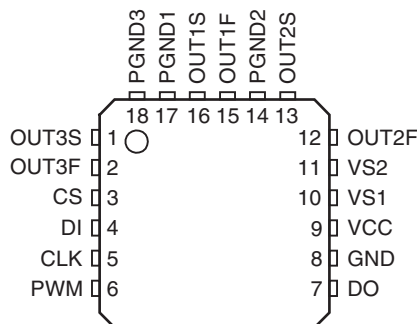 PGND3
PGND1
OUT1S
OUT1F
PGND2
OUT2S
18 17 16 15 14 13
OUT3S 1 12 OUT2F
OUT3F 2 11 VS2
CS 3 10 VS1
DI 4 9 VCC
CLK 5 8 GND
PWM 6 7 DO